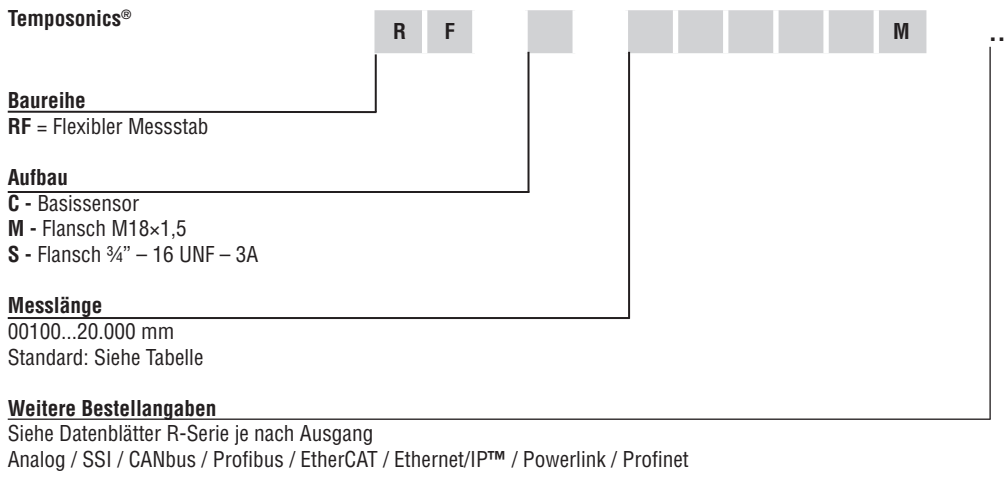 Temposonics®
R F M ..
Baureihe
RF = Flexibler Messstab
Aufbau
C - Basissensor
M - Flansch M18×1,5
S - Flansch ¾” – 16 UNF – 3A
Messlänge
00100...20.000 mm
Standard: Siehe Tabelle
Weitere Bestellangaben
Siehe Datenblätter R-Serie je nach Ausgang
Analog / SSI / CANbus / Profibus / EtherCAT / Ethernet/IP™ / Powerlink / Profinet